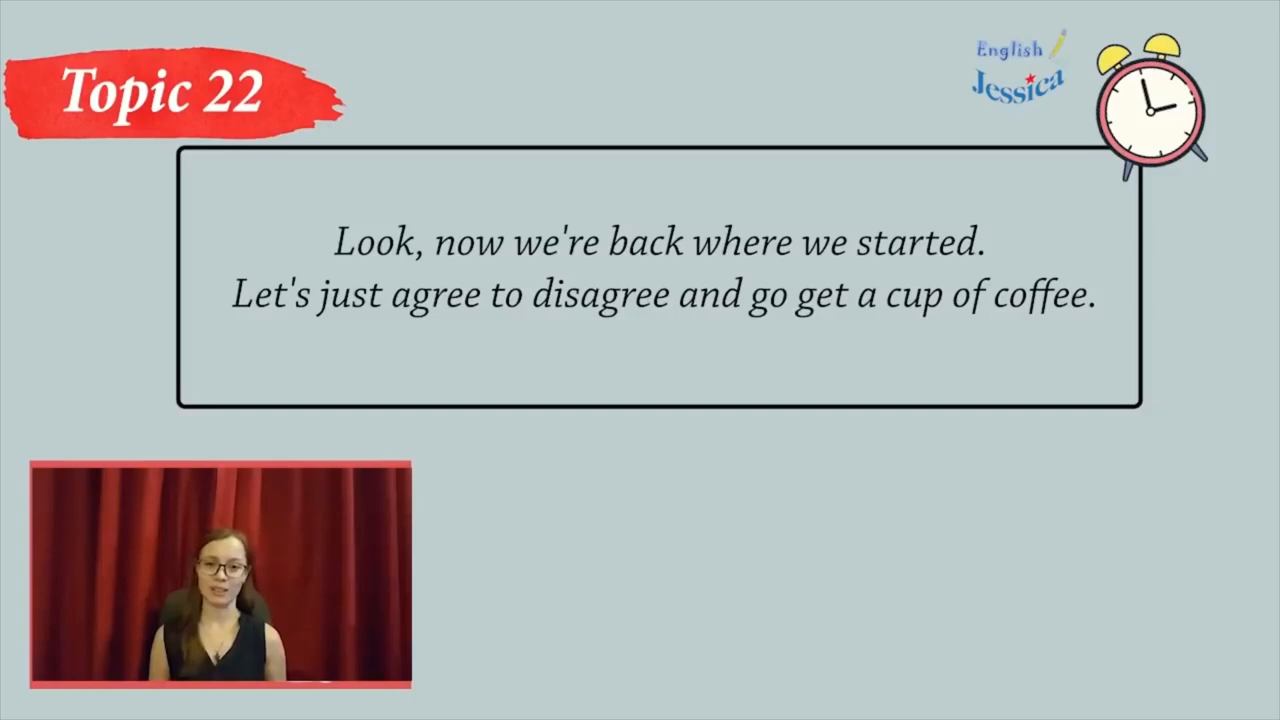 Topic 22
English
Jessica
Look, now we're back where we started.
Let's just agree to disagree and go get a cup of coffee.